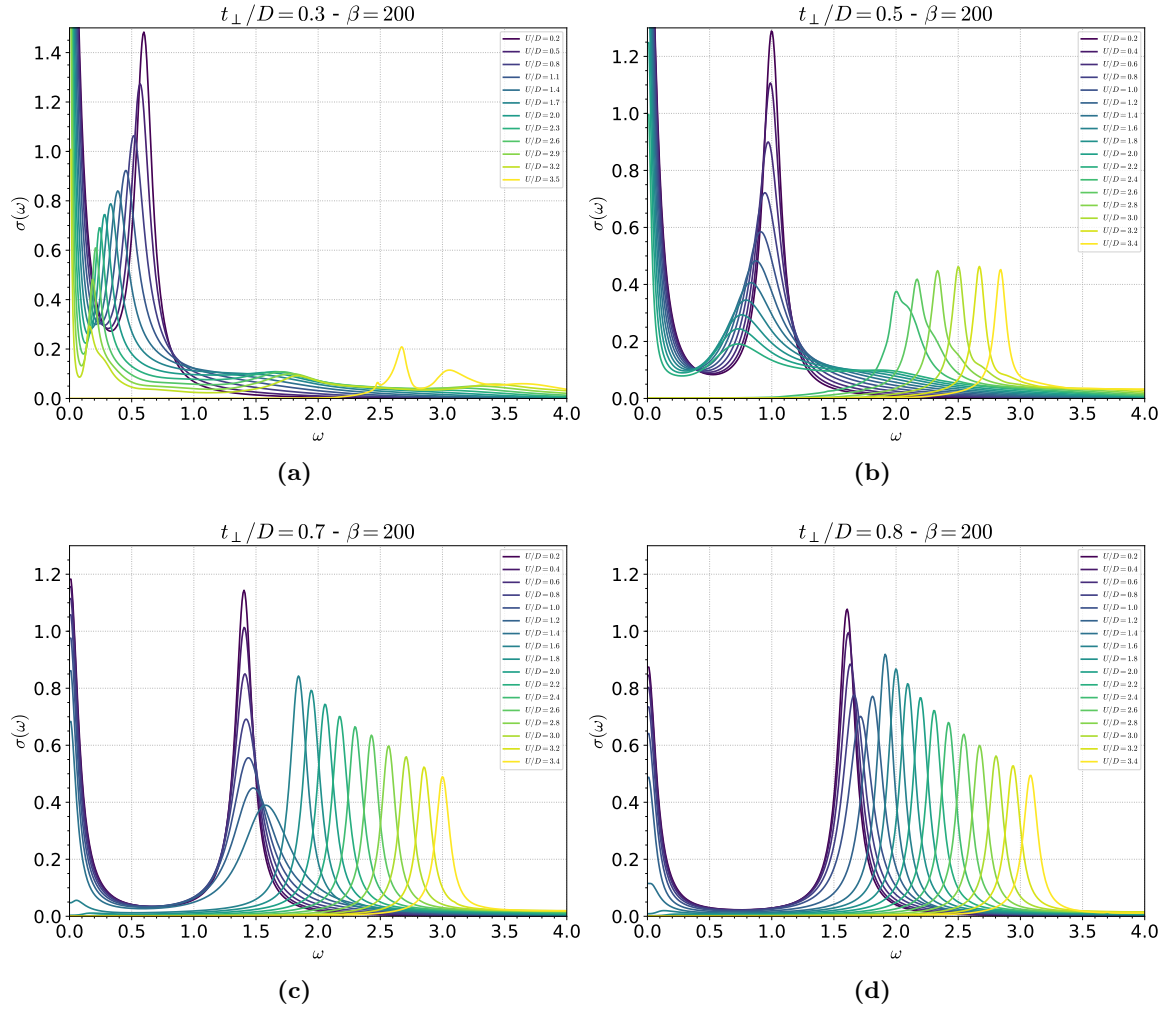 t⊥/D = 0.3 - β = 200
σ(ω)
1.4
1.2
1.0
0.8
0.6
0.4
0.2
0.0
U/D = 0.2
U/D = 0.5
U/D = 0.8
U/D = 1.1
U/D = 1.4
U/D = 1.7
U/D = 2.0
U/D = 2.3
U/D = 2.6
U/D = 2.9
U/D = 3.2
U/D = 3.5
0.0 0.5 1.0 1.5 2.0 2.5 3.0 3.5 4.0
ω
(a)
t⊥/D = 0.5 - β = 200
σ(ω)
1.2
1.0
0.8
0.6
0.4
0.2
0.0
U/D = 0.2
U/D = 0.4
U/D = 0.6
U/D = 0.8
U/D = 1.0
U/D = 1.2
U/D = 1.4
U/D = 1.6
U/D = 1.8
U/D = 2.0
U/D = 2.2
U/D = 2.4
U/D = 2.6
U/D = 2.8
U/D = 3.0
U/D = 3.2
U/D = 3.4
0.0 0.5 1.0 1.5 2.0 2.5 3.0 3.5 4.0
ω
(b)
t⊥/D = 0.7 - β = 200
σ(ω)
1.2
1.0
0.8
0.6
0.4
0.2
0.0
U/D = 0.2
U/D = 0.4
U/D = 0.6
U/D = 0.8
U/D = 1.0
U/D = 1.2
U/D = 1.4
U/D = 1.6
U/D = 1.8
U/D = 2.0
U/D = 2.2
U/D = 2.4
U/D = 2.6
U/D = 2.8
U/D = 3.0
U/D = 3.2
U/D = 3.4
0.0 0.5 1.0 1.5 2.0 2.5 3.0 3.5 4.0
ω
(c)
t⊥/D = 0.8 - β = 200
σ(ω)
1.2
1.0
0.8
0.6
0.4
0.2
0.0
U/D = 0.2
U/D = 0.4
U/D = 0.6
U/D = 0.8
U/D = 1.0
U/D = 1.2
U/D = 1.4
U/D = 1.6
U/D = 1.8
U/D = 2.0
U/D = 2.2
U/D = 2.4
U/D = 2.6
U/D = 2.8
U/D = 3.0
U/D = 3.2
U/D = 3.4
0.0 0.5 1.0 1.5 2.0 2.5 3.0 3.5 4.0
ω
(d)